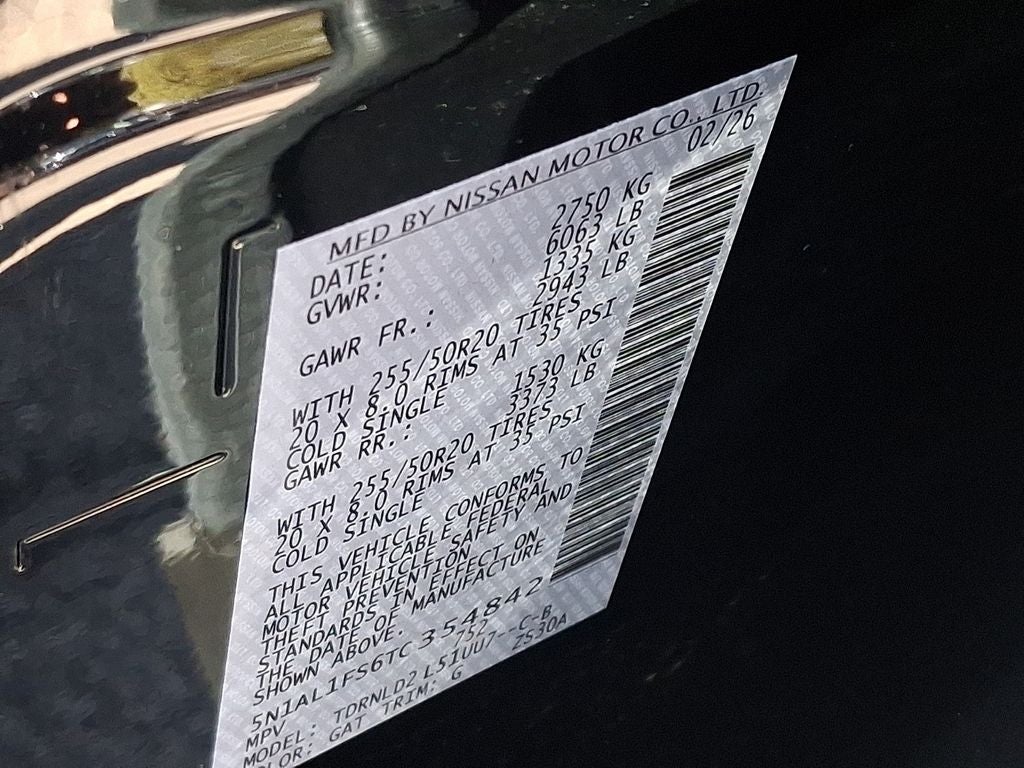 MFD BY NISSAN MOTOR CO., LTD.
DATE: 02/26
GVWR: 2750 KG
6063 LB
GAWR FR.: 1335 KG
2943 LB
WITH 255/50R20 TIRES
20 X 8.0 RIMS AT 35 PSI
COLD SINGLE
GAWR RR.: 1530 KG
3373 LB
WITH 255/50R20 TIRES
20 X 8.0 RIMS AT 35 PSI
COLD SINGLE
THIS VEHICLE CONFORMS TO
ALL APPLICABLE FEDERAL
MOTOR VEHICLE SAFETY AND
THEFT PREVENTION
STANDARDS IN EFFECT ON
THE DATE OF MANUFACTURE
SHOWN ABOVE.
5N1AL1FS6TC354842
MPV 752
MODEL: TDRNLD2 L51UU7--C-B
GAT TRIM: G ZS30A